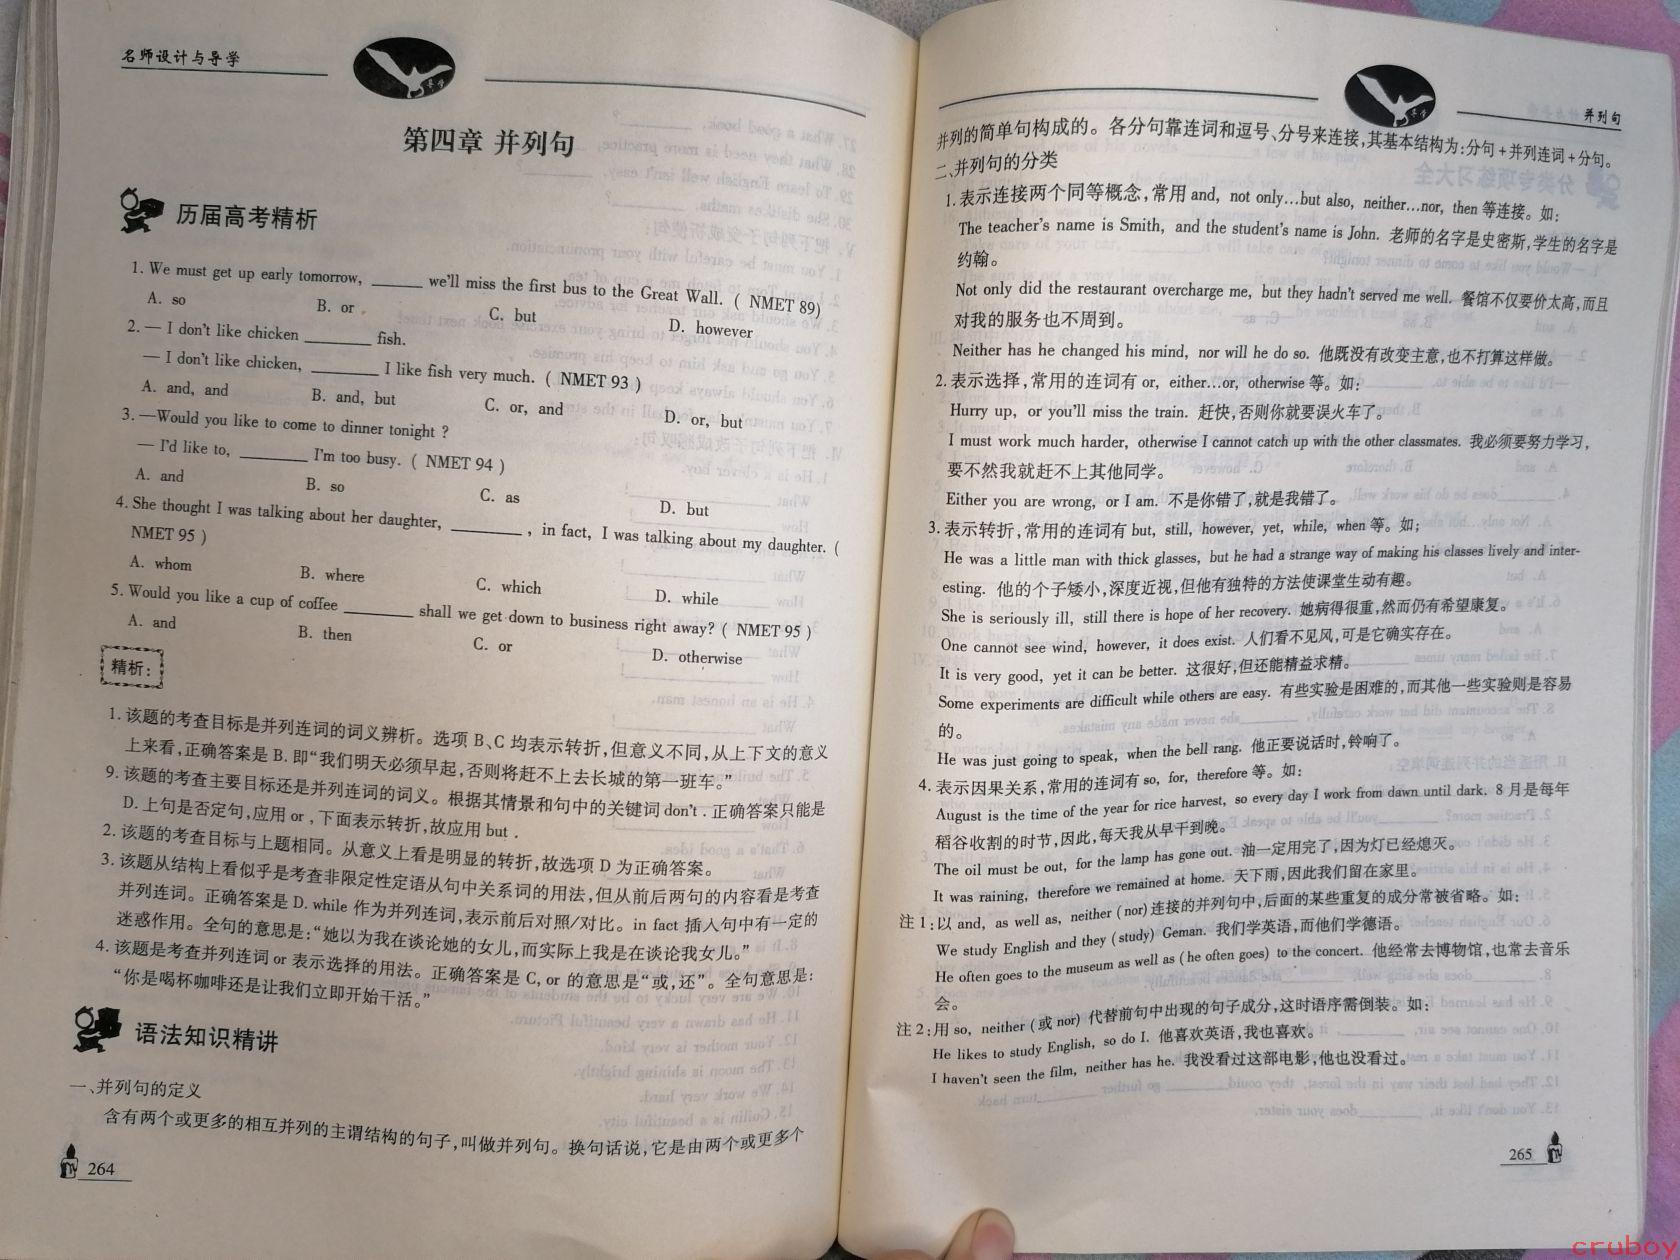 名师设计与导学
第四章 并列句
历届高考精析
1. We must get up early tomorrow, ______ we'll miss the first bus to the Great Wall. ( NMET 89)
A. so B. or C. but D. however
2. — I don't like chicken ______ fish.
— I don't like chicken, ______ I like fish very much. ( NMET 93 )
A. and, and B. and, but C. or, and D. or, but
3. —Would you like to come to dinner tonight ?
— I'd like to, ______ I'm too busy. ( NMET 94 )
A. and B. so C. as D. but
4. She thought I was talking about her daughter, ______ , in fact, I was talking about my daughter. (
NMET 95 )
A. whom B. where C. which D. while
5. Would you like a cup of coffee ______ shall we get down to business right away? ( NMET 95 )
A. and B. then C. or D. otherwise
精析:
1. 该题的考查目标是并列连词的词义辨析。选项 B、C 均表示转折,但意义不同,从上下文的意义
上来看,正确答案是 B. 即“我们明天必须早起,否则将赶不上去长城的第一班车。”
9. 该题的考查主要目标还是并列连词的词义。根据其情景和句中的关键词 don't . 正确答案只能是
D. 上句是否定句,应用 or , 下面表示转折,故应用 but .
2. 该题的考查目标与上题相同。从意义上看是明显的转折,故选项 D 为正确答案。
3. 该题从结构上看似乎是考查非限定性定语从句中关系词的用法,但从前后两句的内容看是考查
并列连词。正确答案是 D. while 作为并列连词,表示前后对照/对比。in fact 插入句中有一定的
迷惑作用。全句的意思是:“她以为我在谈论她的女儿,而实际上我是在谈论我女儿。”
4. 该题是考查并列连词 or 表示选择的用法。正确答案是 C, or 的意思是“或,还”。全句意思是:
“你是喝杯咖啡还是让我们立即开始干活。”
语法知识精讲
一、并列句的定义
含有两个或更多的相互并列的主谓结构的句子,叫做并列句。换句话说,它是由两个或更多个
264
并列句
并列的简单句构成的。各分句靠连词和逗号、分号来连接,其基本结构为:分句+并列连词+分句。
二、并列句的分类
1. 表示连接两个同等概念,常用 and, not only…but also, neither…nor, then 等连接。如:
The teacher's name is Smith, and the student's name is John. 老师的名字是史密斯,学生的名字是
约翰。
Not only did the restaurant overcharge me, but they hadn't served me well. 餐馆不仅要价太高,而且
对我的服务也不周到。
Neither has he changed his mind, nor will he do so. 他既没有改变主意,也不打算这样做。
2. 表示选择,常用的连词有 or, either…or, otherwise 等。如:
Hurry up, or you'll miss the train. 赶快,否则你就要误火车了。
I must work much harder, otherwise I cannot catch up with the other classmates. 我必须要努力学习,
要不然我就赶不上其他同学。
Either you are wrong, or I am. 不是你错了,就是我错了。
3. 表示转折,常用的连词有 but, still, however, yet, while, when 等。如;
He was a little man with thick glasses, but he had a strange way of making his classes lively and inter-
esting. 他的个子矮小,深度近视,但他有独特的方法使课堂生动有趣。
She is seriously ill, still there is hope of her recovery. 她病得很重,然而仍有希望康复。
One cannot see wind, however, it does exist. 人们看不见风,可是它确实存在。
It is very good, yet it can be better. 这很好,但还能精益求精。
Some experiments are difficult while others are easy. 有些实验是困难的,而其他一些实验则是容易
的。
He was just going to speak, when the bell rang. 他正要说话时,铃响了。
4. 表示因果关系,常用的连词有 so, for, therefore 等。如:
August is the time of the year for rice harvest, so every day I work from dawn until dark. 8 月是每年
稻谷收割的时节,因此,每天我从早干到晚。
The oil must be out, for the lamp has gone out. 油一定用完了,因为灯已经熄灭。
It was raining, therefore we remained at home. 天下雨,因此我们留在家里。
注 1:以 and, as well as, neither ( nor) 连接的并列句中,后面的某些重复的成分常被省略。如:
We study English and they ( study) Geman. 我们学英语,而他们学德语。
He often goes to the museum as well as ( he often goes) to the concert. 他经常去博物馆,也常去音乐
会。
注 2:用 so, neither ( 或 nor) 代替前句中出现的句子成分,这时语序需倒装。如:
He likes to study English, so do I. 他喜欢英语,我也喜欢。
I haven't seen the film, neither has he. 我没看过这部电影,他也没看过。
265
cruboy